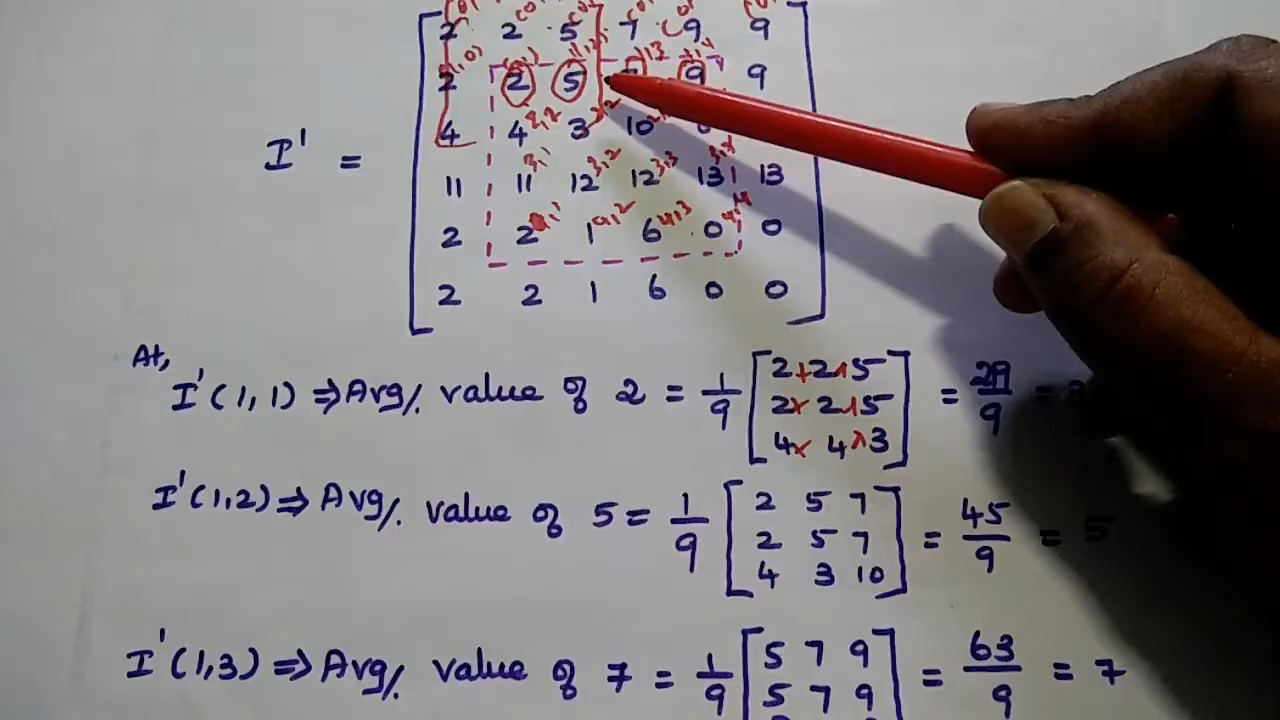 2 2 5 7 9 9
2 2 5 9 9
4 4 3 10
I' =
11 11 12 12 13 13
2 2 1 6 0 0
2 2 1 6 0 0
At,
I'(1,1) ⇒ Avg/. value of 2 = 1/9 [2+2+5 2+2+5 4+4+3] = 29/9 =
I'(1,2) ⇒ Avg/. value of 5 = 1/9 [2 5 7 2 5 7 4 3 10] = 45/9 = 5
I'(1,3) ⇒ Avg/. value of 7 = 1/9 [5 7 9 5 7 9] = 63/9 = 7